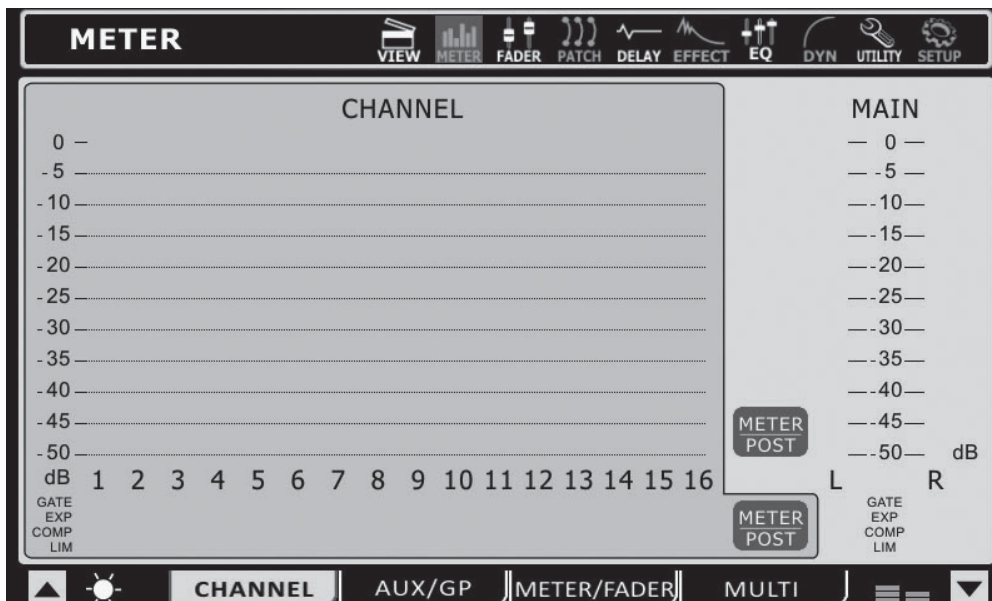 METER
VIEW METER FADER PATCH DELAY EFFECT EQ DYN UTILITY SETUP
CHANNEL MAIN
0 0
-5 -5
-10 -10
-15 -15
-20 -20
-25 -25
-30 -30
-35 -35
-40 -40
-45 METER -45
-50 POST -50 dB
dB 1 2 3 4 5 6 7 8 9 10 11 12 13 14 15 16 L R
GATE GATE
EXP METER EXP
COMP POST COMP
LIM LIM
CHANNEL AUX/GP METER/FADER MULTI